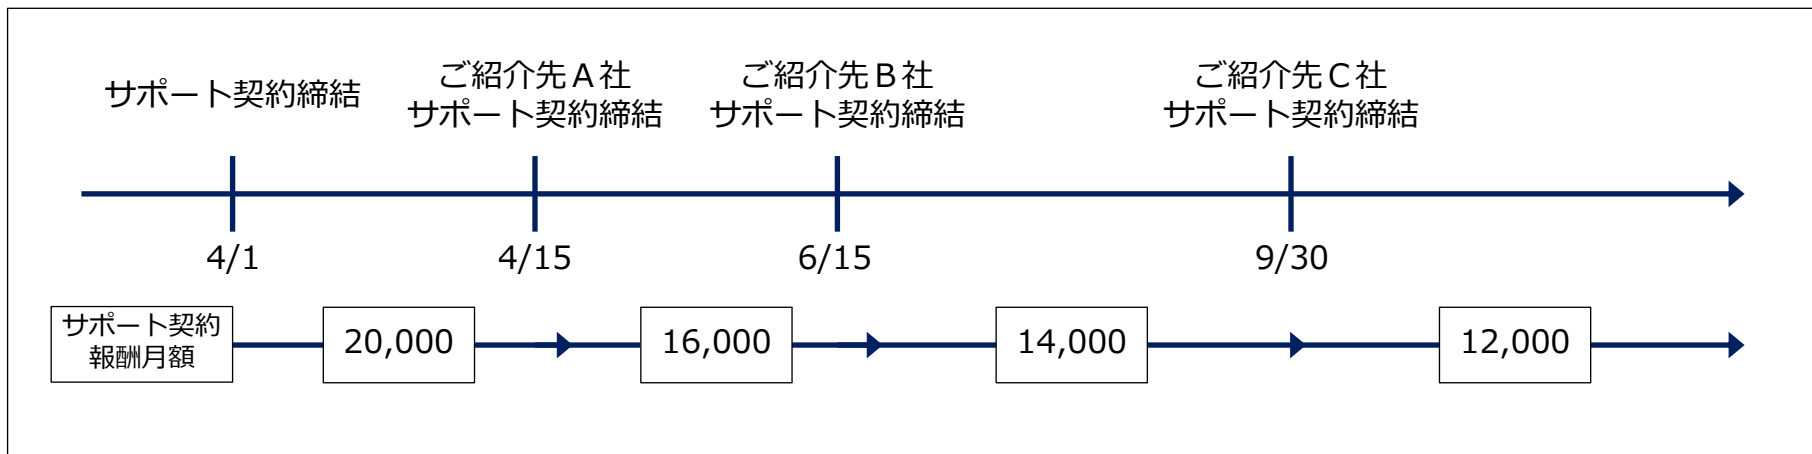 サポート契約締結
ご紹介先Ａ社
サポート契約締結
ご紹介先Ｂ社
サポート契約締結
ご紹介先Ｃ社
サポート契約締結
4/1
4/15
6/15
9/30
サポート契約
報酬月額
20,000
16,000
14,000
12,000